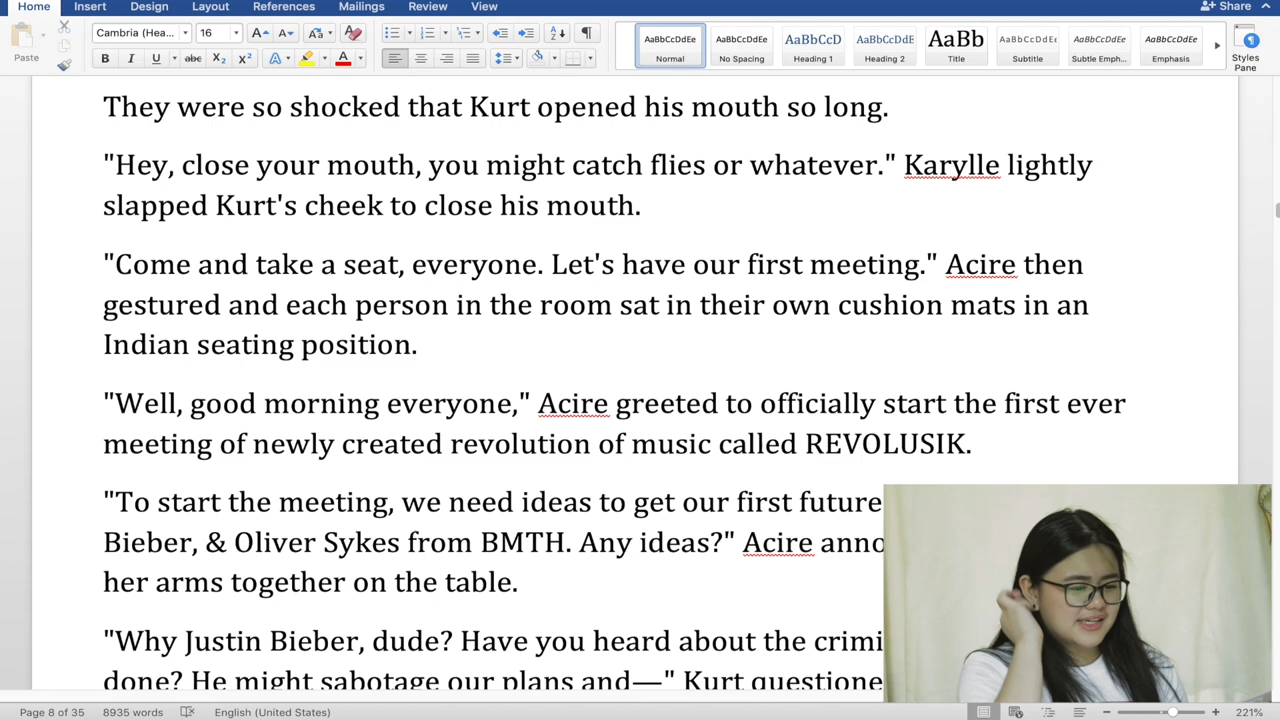 Home Insert Design Layout References Mailings Review View Share
Cambria (Hea... 16
Paste
AaBbCcDdEe AaBbCcDdEe AaBbCcD AaBbCcDdE AaBb AaBbCcDdEe AaBbCcDdEe AaBbCcDdEe
Normal No Spacing Heading 1 Heading 2 Title Subtitle Subtle Emph... Emphasis Styles Pane
They were so shocked that Kurt opened his mouth so long.
"Hey, close your mouth, you might catch flies or whatever." Karylle lightly
slapped Kurt's cheek to close his mouth.
"Come and take a seat, everyone. Let's have our first meeting." Acire then
gestured and each person in the room sat in their own cushion mats in an
Indian seating position.
"Well, good morning everyone," Acire greeted to officially start the first ever
meeting of newly created revolution of music called REVOLUSIK.
"To start the meeting, we need ideas to get our first future
Bieber, & Oliver Sykes from BMTH. Any ideas?" Acire anno
her arms together on the table.
"Why Justin Bieber, dude? Have you heard about the crimi
done? He might sabotage our plans and—" Kurt questione
Page 8 of 35 8935 words English (United States) 221%